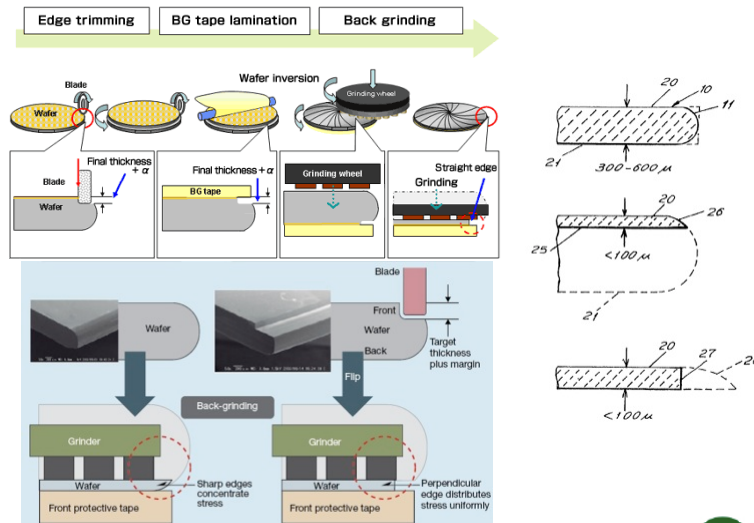 Edge trimming
BG tape lamination
Back grinding
Wafer inversion
Blade
Wafer
Grinding wheel
Final thickness
+ α
Blade
Wafer
Final thickness + α
BG tape
Grinding wheel
Straight edge
Grinding
Wafer
Blade
Front
Wafer
Back
Target
thickness
plus margin
Flip
Back-grinding
Grinder
Wafer
Sharp edges
concentrate
stress
Front protective tape
Grinder
Wafer
Perpendicular
edge distributes
stress uniformly
Front protective tape
20
10
11
21
300-600 μ
20
26
25
<100 μ
21
20
27
<100 μ